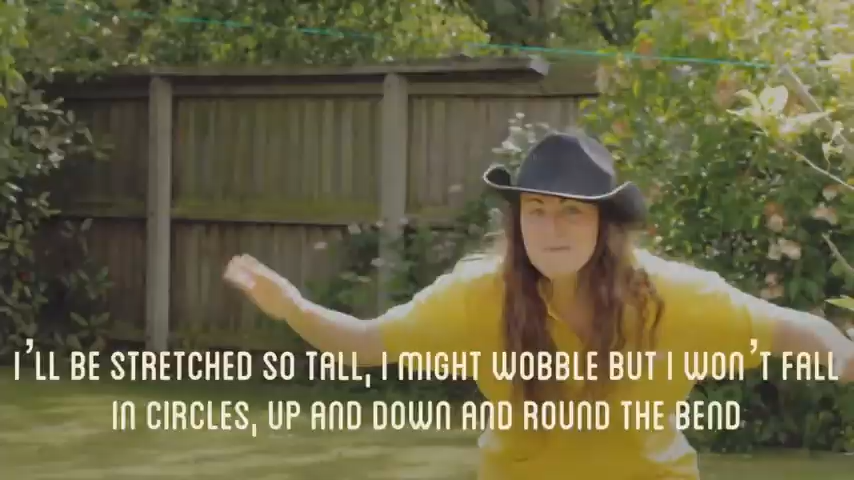 I'LL BE STRETCHED SO TALL, I MIGHT WOBBLE BUT I WON'T FALL
IN CIRCLES, UP AND DOWN AND ROUND THE BEND